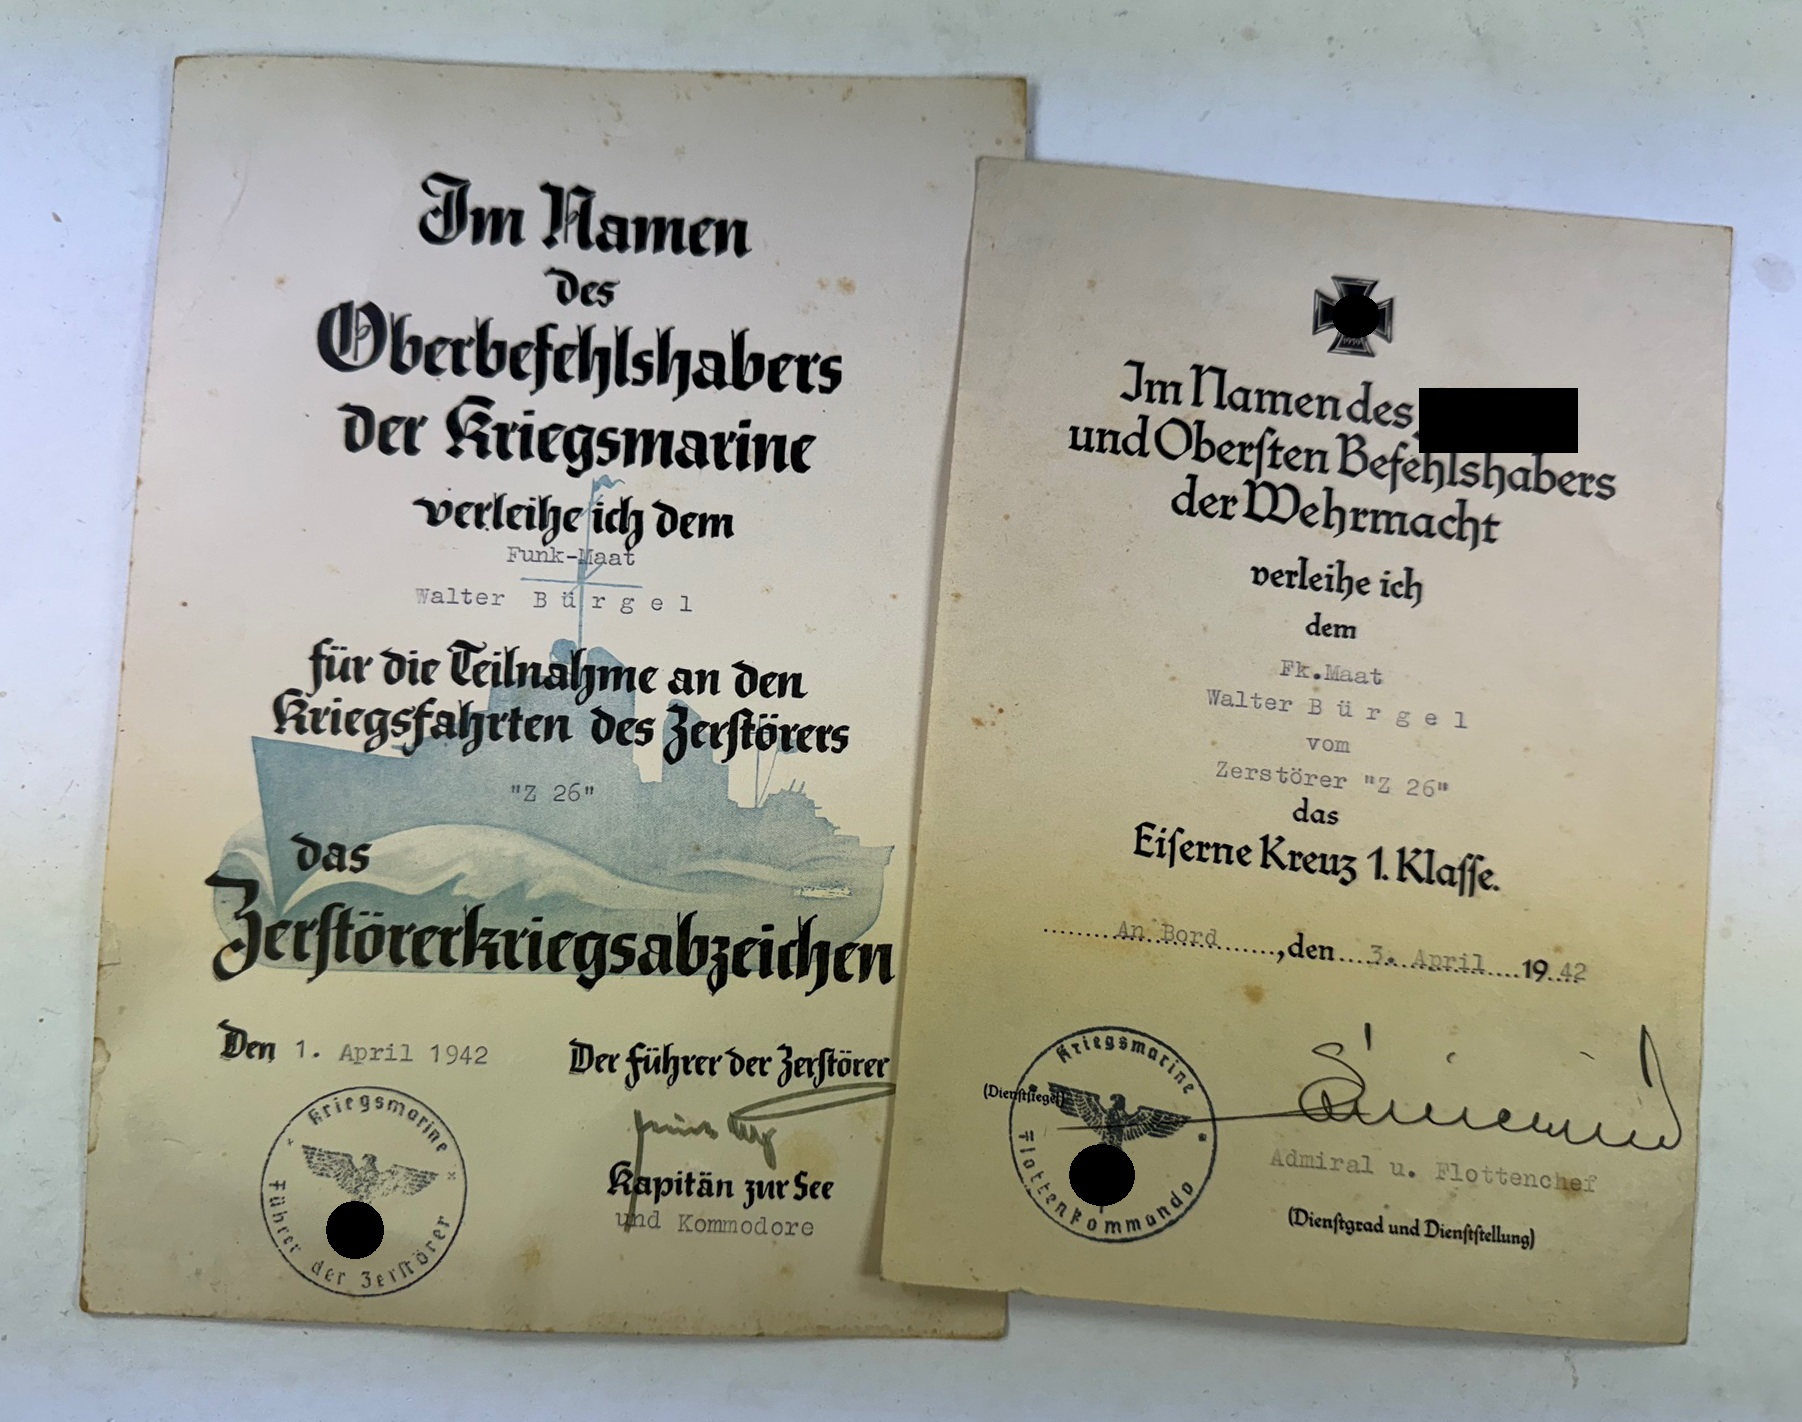 Im Namen
des
Oberbefehlshabers
der Kriegsmarine
verleihe ich dem
Funk-Maat
Walter Bürgel
für die Teilnahme an den
Kriegsfahrten des Zerstörers
"Z 26"
das
Zerstörerkriegsabzeichen
Den 1. April 1942
Der Führer der Zerstörer
Kapitän zur See
und Kommodore
Kriegsmarine
Führer der Zerstörer
1939
Im Namen des
und Obersten Befehlshabers
der Wehrmacht
verleihe ich
dem
Fk.Maat
Walter Bürgel
vom
Zerstörer "Z 26"
das
Eiserne Kreuz 1. Klasse.
An Bord, den 3. April 1942
(Dienstsiegel)
Kriegsmarine
Flottenkommando
Admiral u. Flottenchef
(Dienstgrad und Dienststellung)